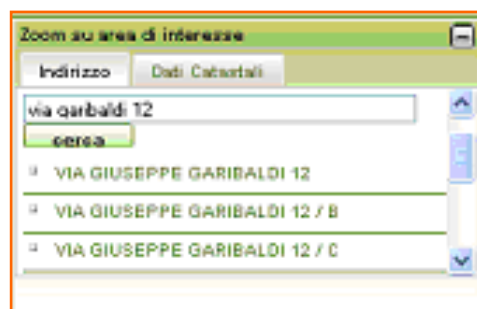 Zoom su area di interesse
Indirizzo
Dati Catastali
via garibaldi 12
cerca
VIA GIUSEPPE GARIBALDI 12
VIA GIUSEPPE GARIBALDI 12 / B
VIA GIUSEPPE GARIBALDI 12 / C